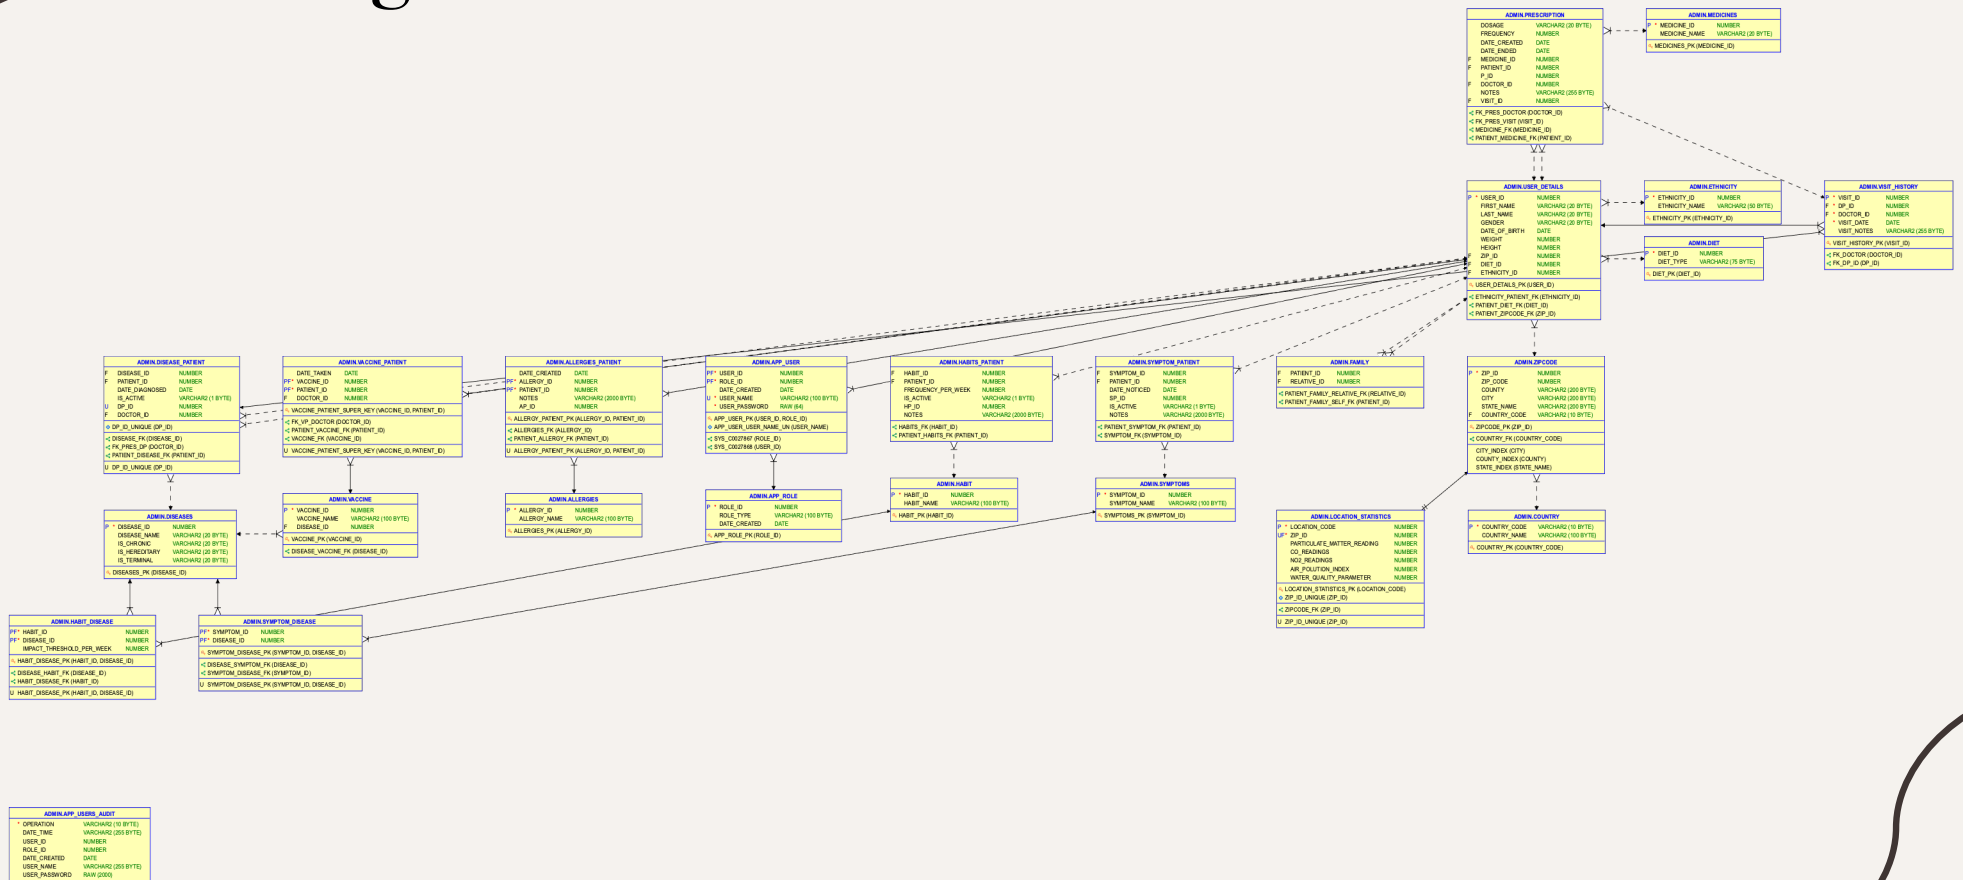 ADMIN.PRESCRIPTION
DOSAGE VARCHAR2 (20 BYTE)
FREQUENCY NUMBER
DATE_CREATED DATE
DATE_ENDED DATE
F MEDICINE_ID NUMBER
F PATIENT_ID NUMBER
P_ID NUMBER
F DOCTOR_ID NUMBER
NOTES VARCHAR2 (255 BYTE)
F VISIT_ID NUMBER
FK_PRES_DOCTOR (DOCTOR_ID)
FK_PRES_VISIT (VISIT_ID)
MEDICINE_FK (MEDICINE_ID)
PATIENT_MEDICINE_FK (PATIENT_ID)
ADMIN.MEDICINES
P * MEDICINE_ID NUMBER
MEDICINE_NAME VARCHAR2 (20 BYTE)
MEDICINES_PK (MEDICINE_ID)
ADMIN.USER_DETAILS
P * USER_ID NUMBER
FIRST_NAME VARCHAR2 (20 BYTE)
LAST_NAME VARCHAR2 (20 BYTE)
GENDER VARCHAR2 (20 BYTE)
DATE_OF_BIRTH DATE
WEIGHT NUMBER
HEIGHT NUMBER
F ZIP_ID NUMBER
F DIET_ID NUMBER
F ETHNICITY_ID NUMBER
USER_DETAILS_PK (USER_ID)
ETHNICITY_PATIENT_FK (ETHNICITY_ID)
PATIENT_DIET_FK (DIET_ID)
PATIENT_ZIPCODE_FK (ZIP_ID)
ADMIN.ETHNICITY
P * ETHNICITY_ID NUMBER
ETHNICITY_NAME VARCHAR2 (50 BYTE)
ETHNICITY_PK (ETHNICITY_ID)
ADMIN.DIET
P * DIET_ID NUMBER
DIET_TYPE VARCHAR2 (75 BYTE)
DIET_PK (DIET_ID)
ADMIN.VISIT_HISTORY
P * VISIT_ID NUMBER
F * DP_ID NUMBER
F * DOCTOR_ID NUMBER
* VISIT_DATE DATE
VISIT_NOTES VARCHAR2 (255 BYTE)
VISIT_HISTORY_PK (VISIT_ID)
FK_DOCTOR (DOCTOR_ID)
FK_DP_ID (DP_ID)
ADMIN.DISEASE_PATIENT
F DISEASE_ID NUMBER
F PATIENT_ID NUMBER
DATE_DIAGNOSED DATE
IS_ACTIVE VARCHAR2 (1 BYTE)
U DP_ID NUMBER
F DOCTOR_ID NUMBER
DP_ID_UNIQUE (DP_ID)
DISEASE_FK (DISEASE_ID)
FK_PRES_DP (DOCTOR_ID)
PATIENT_DISEASE_FK (PATIENT_ID)
U DP_ID_UNIQUE (DP_ID)
ADMIN.VACCINE_PATIENT
DATE_TAKEN DATE
PF* VACCINE_ID NUMBER
PF* PATIENT_ID NUMBER
F DOCTOR_ID NUMBER
VACCINE_PATIENT_SUPER_KEY (VACCINE_ID, PATIENT_ID)
FK_VP_DOCTOR (DOCTOR_ID)
PATIENT_VACCINE_FK (PATIENT_ID)
VACCINE_FK (VACCINE_ID)
U VACCINE_PATIENT_SUPER_KEY (VACCINE_ID, PATIENT_ID)
ADMIN.ALLERGIES_PATIENT
DATE_CREATED DATE
PF* ALLERGY_ID NUMBER
PF* PATIENT_ID NUMBER
NOTES VARCHAR2 (2000 BYTE)
AP_ID NUMBER
ALLERGY_PATIENT_PK (ALLERGY_ID, PATIENT_ID)
ALLERGIES_FK (ALLERGY_ID)
PATIENT_ALLERGY_FK (PATIENT_ID)
U ALLERGY_PATIENT_PK (ALLERGY_ID, PATIENT_ID)
ADMIN.APP_USER
PF* USER_ID NUMBER
PF* ROLE_ID NUMBER
DATE_CREATED DATE
U * USER_NAME VARCHAR2 (100 BYTE)
* USER_PASSWORD RAW (64)
APP_USER_PK (USER_ID, ROLE_ID)
APP_USER_USER_NAME_UN (USER_NAME)
SYS_C0027867 (ROLE_ID)
SYS_C0027868 (USER_ID)
ADMIN.HABITS_PATIENT
F HABIT_ID NUMBER
F PATIENT_ID NUMBER
FREQUENCY_PER_WEEK NUMBER
IS_ACTIVE VARCHAR2 (1 BYTE)
HP_ID NUMBER
NOTES VARCHAR2 (2000 BYTE)
HABITS_FK (HABIT_ID)
PATIENT_HABITS_FK (PATIENT_ID)
ADMIN.SYMPTOM_PATIENT
F SYMPTOM_ID NUMBER
F PATIENT_ID NUMBER
DATE_NOTICED DATE
SP_ID NUMBER
IS_ACTIVE VARCHAR2 (1 BYTE)
NOTES VARCHAR2 (2000 BYTE)
PATIENT_SYMPTOM_FK (PATIENT_ID)
SYMPTOM_FK (SYMPTOM_ID)
ADMIN.FAMILY
F PATIENT_ID NUMBER
F RELATIVE_ID NUMBER
PATIENT_FAMILY_RELATIVE_FK (RELATIVE_ID)
PATIENT_FAMILY_SELF_FK (PATIENT_ID)
ADMIN.ZIPCODE
P * ZIP_ID NUMBER
ZIP_CODE NUMBER
COUNTY VARCHAR2 (200 BYTE)
CITY VARCHAR2 (200 BYTE)
STATE_NAME VARCHAR2 (200 BYTE)
F COUNTRY_CODE VARCHAR2 (10 BYTE)
ZIPCODE_PK (ZIP_ID)
COUNTRY_FK (COUNTRY_CODE)
CITY_INDEX (CITY)
COUNTY_INDEX (COUNTY)
STATE_INDEX (STATE_NAME)
ADMIN.DISEASES
P * DISEASE_ID NUMBER
DISEASE_NAME VARCHAR2 (20 BYTE)
IS_CHRONIC VARCHAR2 (20 BYTE)
IS_HEREDITARY VARCHAR2 (20 BYTE)
IS_TERMINAL VARCHAR2 (20 BYTE)
DISEASES_PK (DISEASE_ID)
ADMIN.VACCINE
P * VACCINE_ID NUMBER
VACCINE_NAME VARCHAR2 (100 BYTE)
F DISEASE_ID NUMBER
VACCINE_PK (VACCINE_ID)
DISEASE_VACCINE_FK (DISEASE_ID)
ADMIN.ALLERGIES
P * ALLERGY_ID NUMBER
ALLERGY_NAME VARCHAR2 (100 BYTE)
ALLERGIES_PK (ALLERGY_ID)
ADMIN.APP_ROLE
P * ROLE_ID NUMBER
ROLE_TYPE VARCHAR2 (100 BYTE)
DATE_CREATED DATE
APP_ROLE_PK (ROLE_ID)
ADMIN.HABIT
P * HABIT_ID NUMBER
HABIT_NAME VARCHAR2 (100 BYTE)
HABIT_PK (HABIT_ID)
ADMIN.SYMPTOMS
P * SYMPTOM_ID NUMBER
SYMPTOM_NAME VARCHAR2 (100 BYTE)
SYMPTOMS_PK (SYMPTOM_ID)
ADMIN.LOCATION_STATISTICS
P * LOCATION_CODE NUMBER
UF* ZIP_ID NUMBER
PARTICULATE_MATTER_READING NUMBER
CO_READINGS NUMBER
NO2_READINGS NUMBER
AIR_POLUTION_INDEX NUMBER
WATER_QUALITY_PARAMETER NUMBER
LOCATION_STATISTICS_PK (LOCATION_CODE)
ZIP_ID_UNIQUE (ZIP_ID)
ZIPCODE_FK (ZIP_ID)
U ZIP_ID_UNIQUE (ZIP_ID)
ADMIN.COUNTRY
P * COUNTRY_CODE VARCHAR2 (10 BYTE)
COUNTRY_NAME VARCHAR2 (100 BYTE)
COUNTRY_PK (COUNTRY_CODE)
ADMIN.HABIT_DISEASE
PF* HABIT_ID NUMBER
PF* DISEASE_ID NUMBER
IMPACT_THRESHOLD_PER_WEEK NUMBER
HABIT_DISEASE_PK (HABIT_ID, DISEASE_ID)
DISEASE_HABIT_FK (DISEASE_ID)
HABIT_DISEASE_FK (HABIT_ID)
U HABIT_DISEASE_PK (HABIT_ID, DISEASE_ID)
ADMIN.SYMPTOM_DISEASE
PF* SYMPTOM_ID NUMBER
PF* DISEASE_ID NUMBER
SYMPTOM_DISEASE_PK (SYMPTOM_ID, DISEASE_ID)
DISEASE_SYMPTOM_FK (DISEASE_ID)
SYMPTOM_DISEASE_FK (SYMPTOM_ID)
U SYMPTOM_DISEASE_PK (SYMPTOM_ID, DISEASE_ID)
ADMIN.APP_USERS_AUDIT
* OPERATION VARCHAR2 (10 BYTE)
DATE_TIME VARCHAR2 (255 BYTE)
USER_ID NUMBER
ROLE_ID NUMBER
DATE_CREATED DATE
USER_NAME VARCHAR2 (255 BYTE)
USER_PASSWORD RAW (2000)